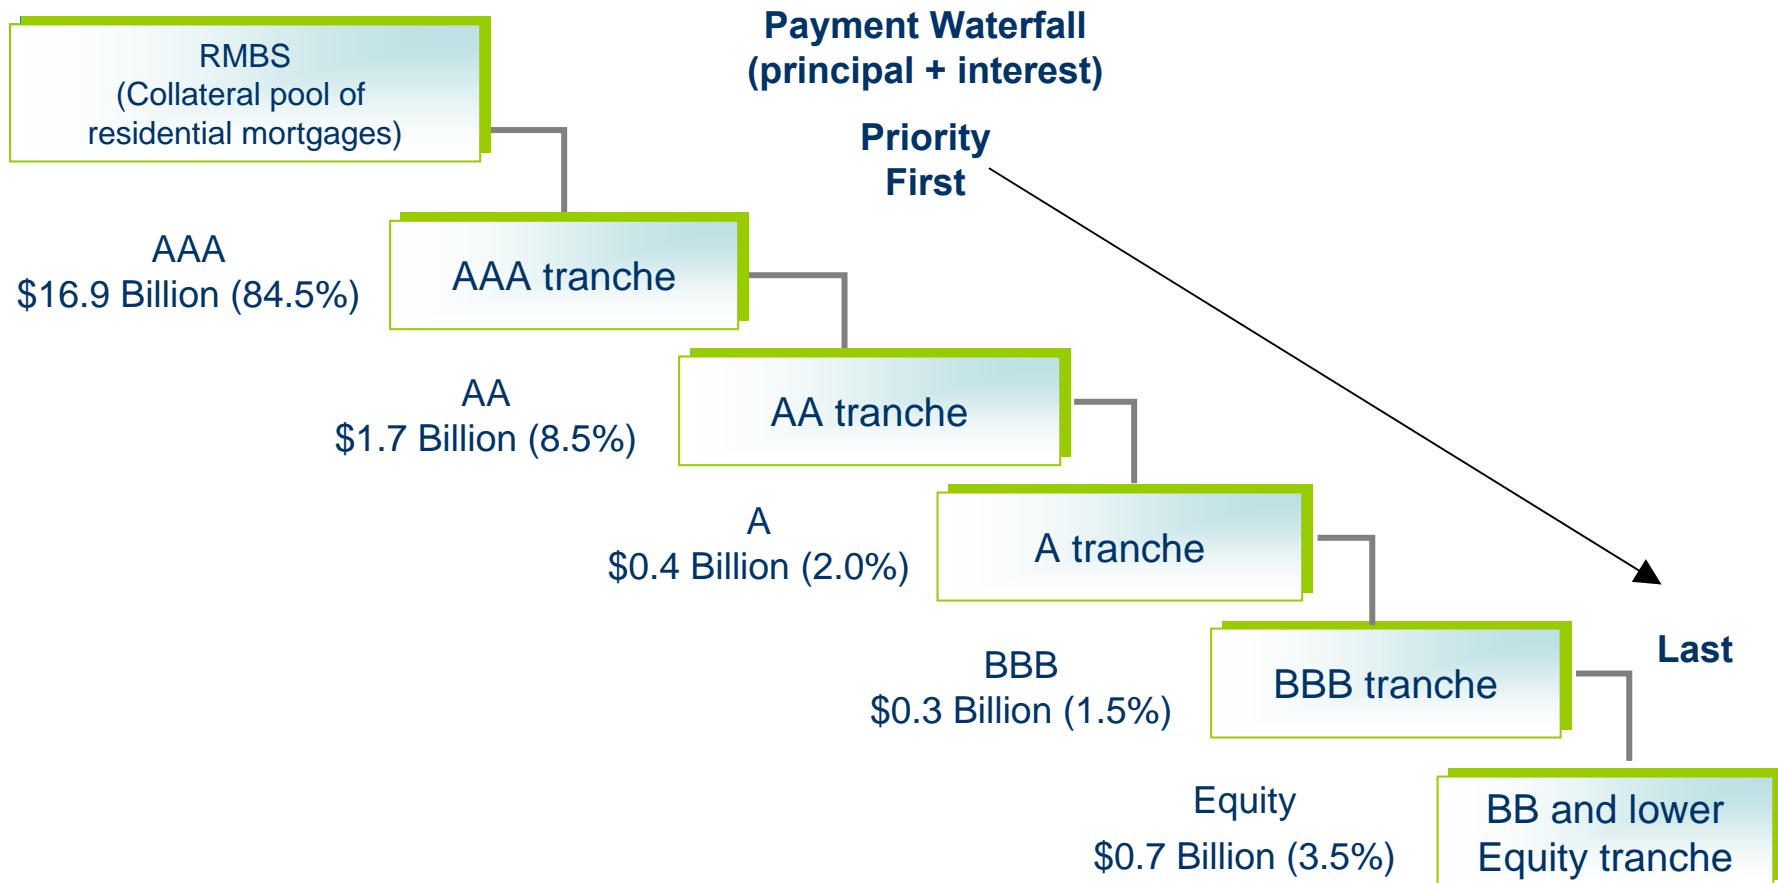 Payment Waterfall
(principal + interest)
RMBS
(Collateral pool of
residential mortgages)
Priority
First
AAA
$16.9 Billion (84.5%)
AAA tranche
AA
$1.7 Billion (8.5%)
AA tranche
A
$0.4 Billion (2.0%)
A tranche
BBB
$0.3 Billion (1.5%)
BBB tranche
Last
Equity
$0.7 Billion (3.5%)
BB and lower
Equity tranche